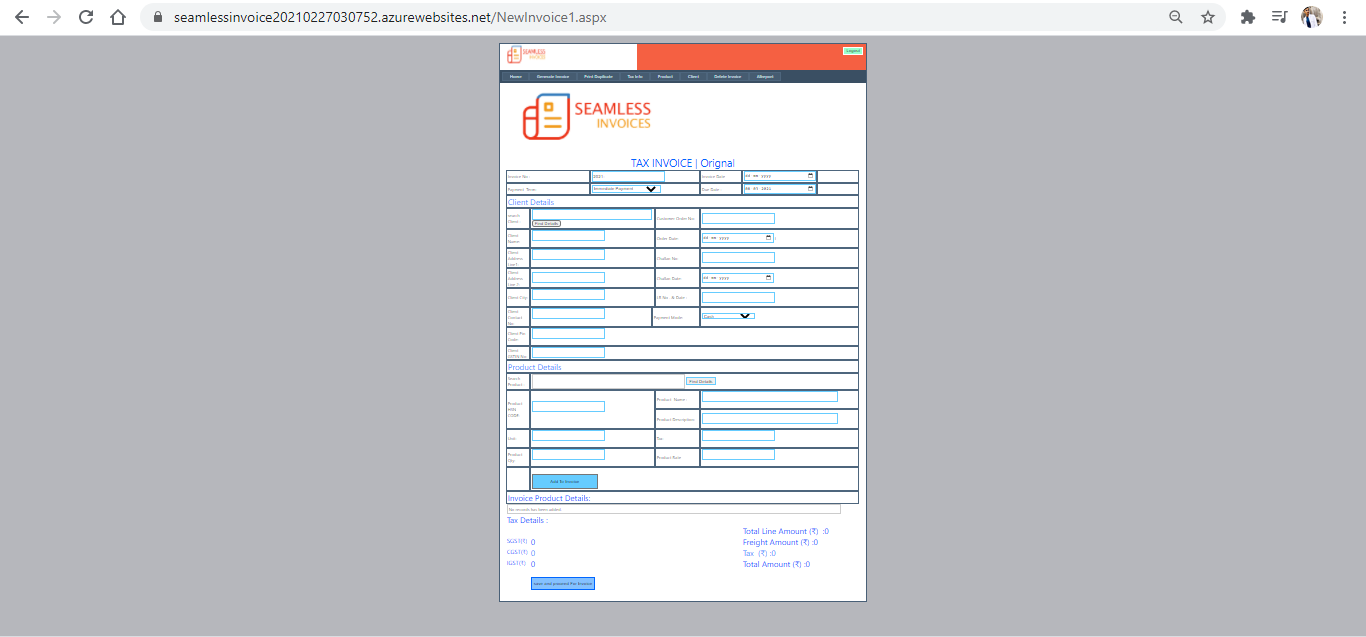 seamlessinvoice20210227030752.azurewebsites.net/NewInvoice1.aspx
SEAMLESS
INVOICES
Logout
Home Generate Invoice Print Duplicate Tax Info Product Client Delete Invoice
SEAMLESS
INVOICES
TAX INVOICE | Orignal
Invoice No 2021- Invoice Date dd mm yyyy
Payment Term Immediate Payment Due Date
Client Details
Search Client Find Details Customer Order No.
Client Name Order Date dd mm yyyy
Client Address Line1 Challan No.
Client Address Line 2 Challan Date dd mm yyyy
Client City LR No. & Date
Client Contact No. Payment Mode
Client Pin Code
Client GSTIN No.
Product Details
Search Product Find Details
Product HSN CODE Product Name
Product Description
Unit Tax
Product Qty Product Rate
Add To Invoice
Invoice Product Details:
No records has been added.
Tax Details :
Total Line Amount (₹) :0
SGST(₹) 0 Freight Amount (₹) :0
CGST(₹) 0 Tax (₹) :0
IGST(₹) 0 Total Amount (₹) :0
save and proceed For Invoice